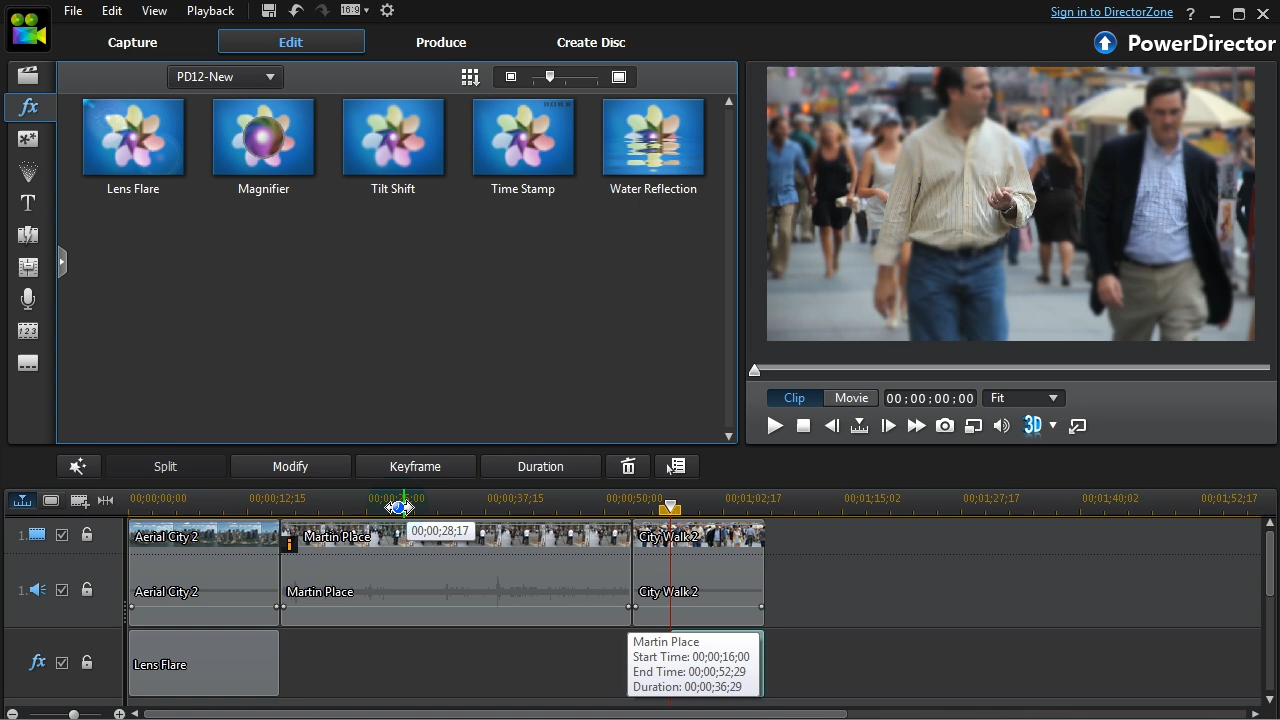 File Edit View Playback 16:9 Sign in to DirectorZone ?
Capture Edit Produce Create Disc PowerDirector
PD12-New
fx
T
Lens Flare Magnifier Tilt Shift Time Stamp Water Reflection
Clip Movie 00;00;00;00 Fit
3D
Split Modify Keyframe Duration
00;00;00;00 00;00;12;15 00;00;25;00 00;00;37;15 00;00;50;00 00;01;02;17 00;01;15;02 00;01;27;17 00;01;40;02 00;01;52;17
1. Aerial City 2 i Martin Place 00;00;28;17 City Walk 2
1. Aerial City 2 Martin Place City Walk 2
fx Lens Flare
Martin Place
Start Time: 00;00;16;00
End Time: 00;00;52;29
Duration: 00;00;36;29